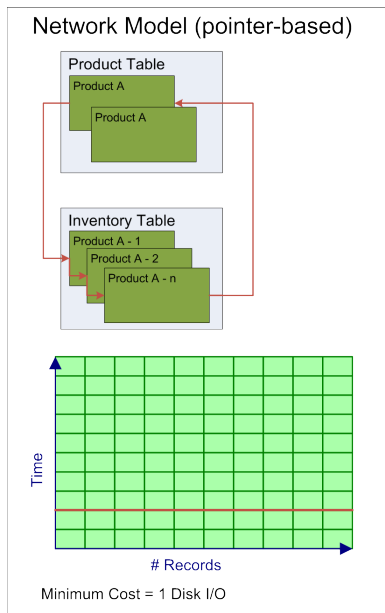 Network Model (pointer-based)
Product Table
Product A
Product A
Inventory Table
Product A - 1
Product A - 2
Product A - n
Time
# Records
Minimum Cost = 1 Disk I/O